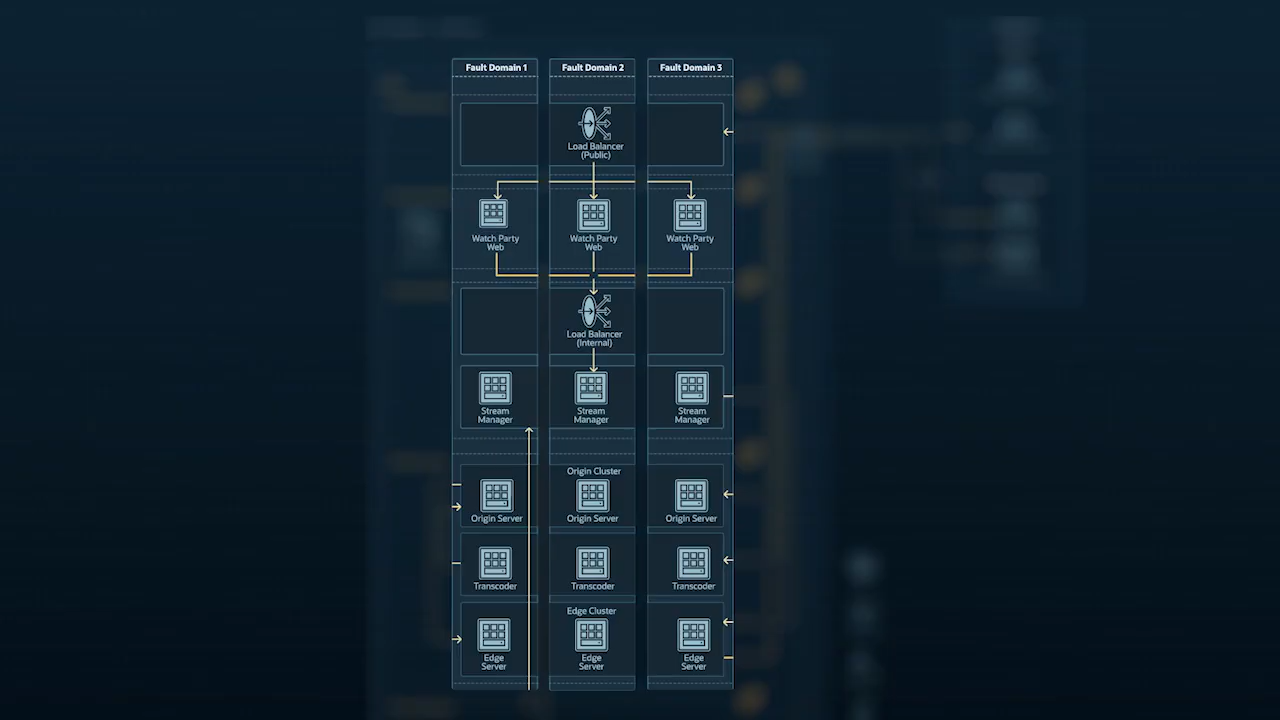 Fault Domain 1
Fault Domain 2
Fault Domain 3
Load Balancer
(Public)
Watch Party
Web
Watch Party
Web
Watch Party
Web
Load Balancer
(Internal)
Stream
Manager
Stream
Manager
Stream
Manager
Origin Cluster
Origin Server
Origin Server
Origin Server
Transcoder
Transcoder
Transcoder
Edge Cluster
Edge
Server
Edge
Server
Edge
Server